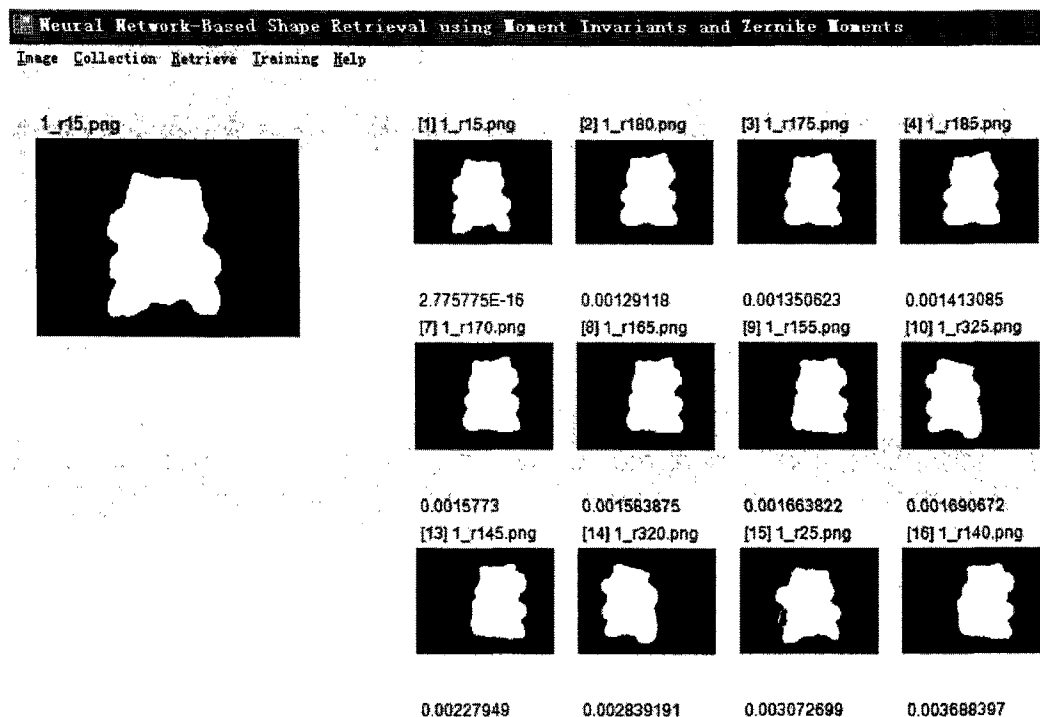 Neural Network-Based Shape Retrieval using Moment Invariants and Zernike Moments
Image Collection Retrieve Training Help
1_r15.png
[1] 1_r15.png [2] 1_r180.png [3] 1_r175.png [4] 1_r185.png
2.775775E-16 0.00129118 0.001350623 0.001413085
[7] 1_r170.png [8] 1_r165.png [9] 1_r155.png [10] 1_r325.png
0.0015773 0.001583875 0.001663822 0.001690672
[13] 1_r145.png [14] 1_r320.png [15] 1_r25.png [16] 1_r140.png
0.00227949 0.002839191 0.003072699 0.003688397